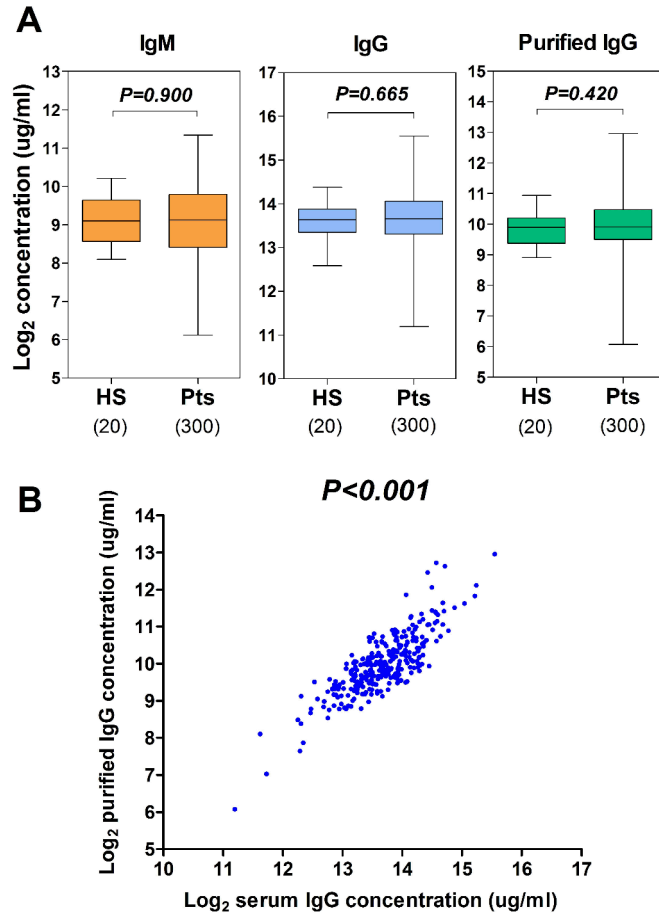 A
IgM
IgG
Purified IgG
Log2 concentration (ug/ml)
13
12
11
10
9
8
7
6
5
P=0.900
HS
Pts
(20)
(300)
17
16
15
14
13
12
11
10
P=0.665
HS
Pts
(20)
(300)
15
14
13
12
11
10
9
8
7
6
5
P=0.420
HS
Pts
(20)
(300)
B
P<0.001
Log2 purified IgG concentration (ug/ml)
14
13
12
11
10
9
8
7
6
5
10 11 12 13 14 15 16 17
Log2 serum IgG concentration (ug/ml)